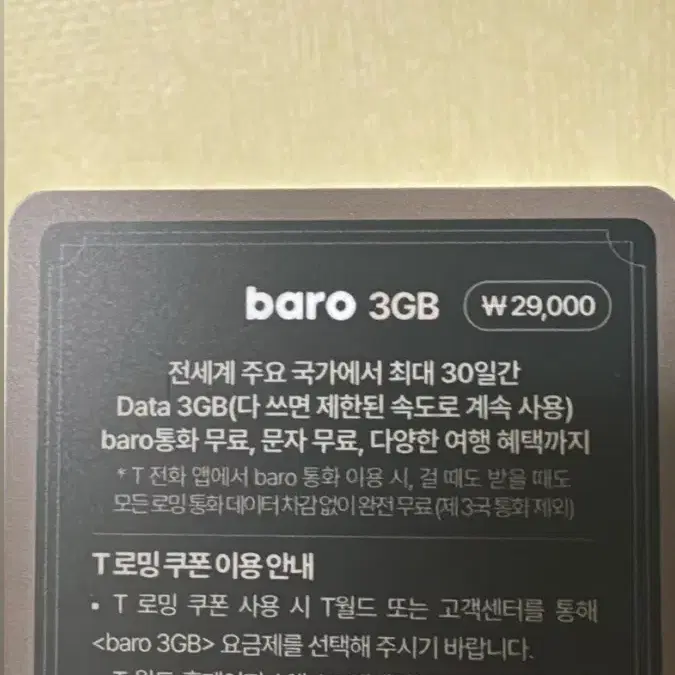 baro 3GB ₩29,000
전세계 주요 국가에서 최대 30일간
Data 3GB(다 쓰면 제한된 속도로 계속 사용)
baro통화 무료, 문자 무료, 다양한 여행 혜택까지
* T 전화 앱에서 baro 통화 이용 시, 걸 때도 받을 때도
모든 로밍 통화 데이터 차감 없이 완전 무료 (제 3국 통화 제외)
T 로밍 쿠폰 이용 안내
• T 로밍 쿠폰 사용 시 T월드 또는 고객센터를 통해
<baro 3GB> 요금제를 선택해 주시기 바랍니다.